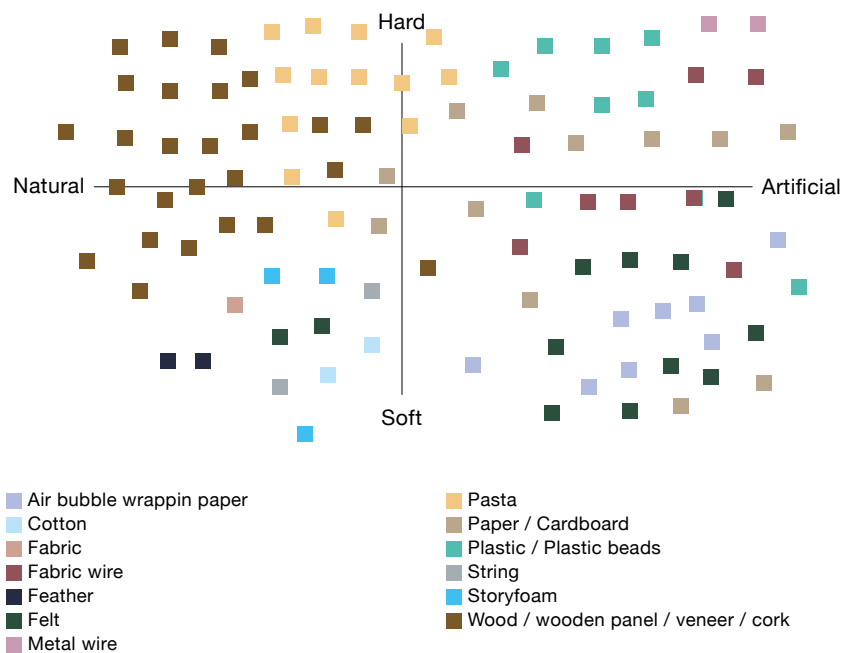 Hard
Natural
Artificial
Soft
Air bubble wrappin paper
Cotton
Fabric
Fabric wire
Feather
Felt
Metal wire
Pasta
Paper / Cardboard
Plastic / Plastic beads
String
Storyfoam
Wood / wooden panel / veneer / cork